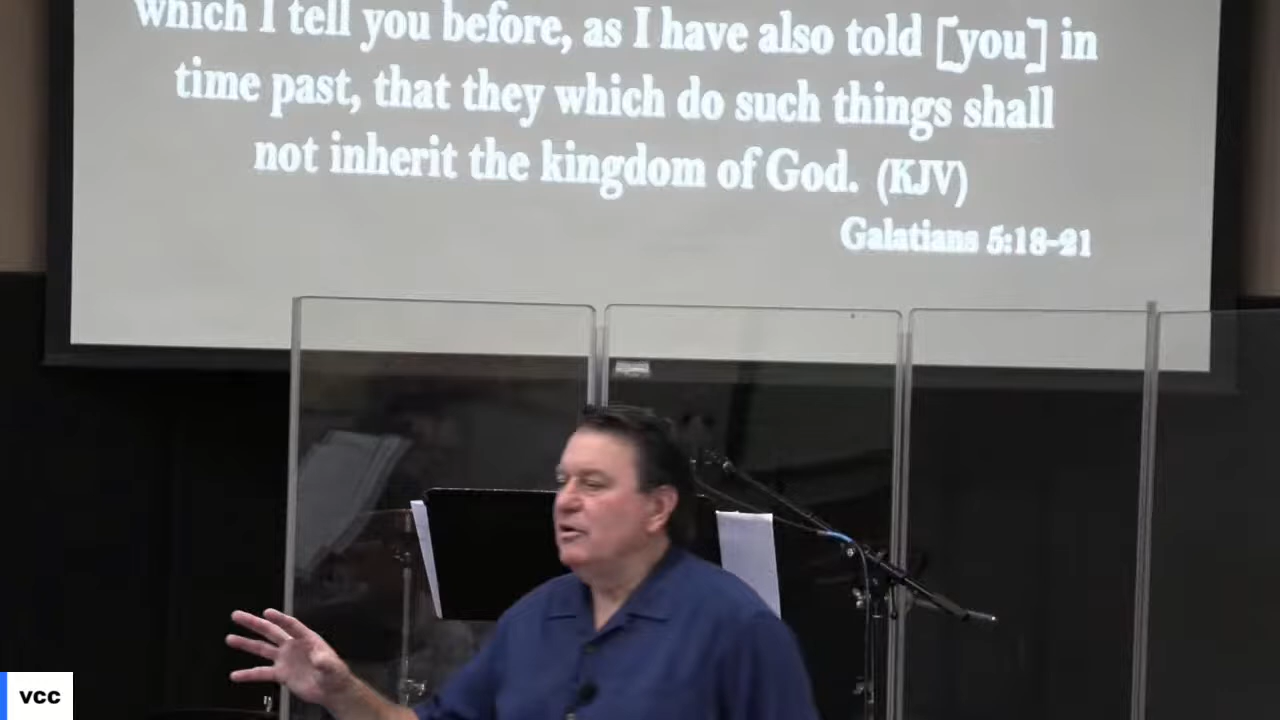 which I tell you before, as I have also told [you] in
time past, that they which do such things shall
not inherit the kingdom of God. (KJV)
Galatians 5:18-21
vcc